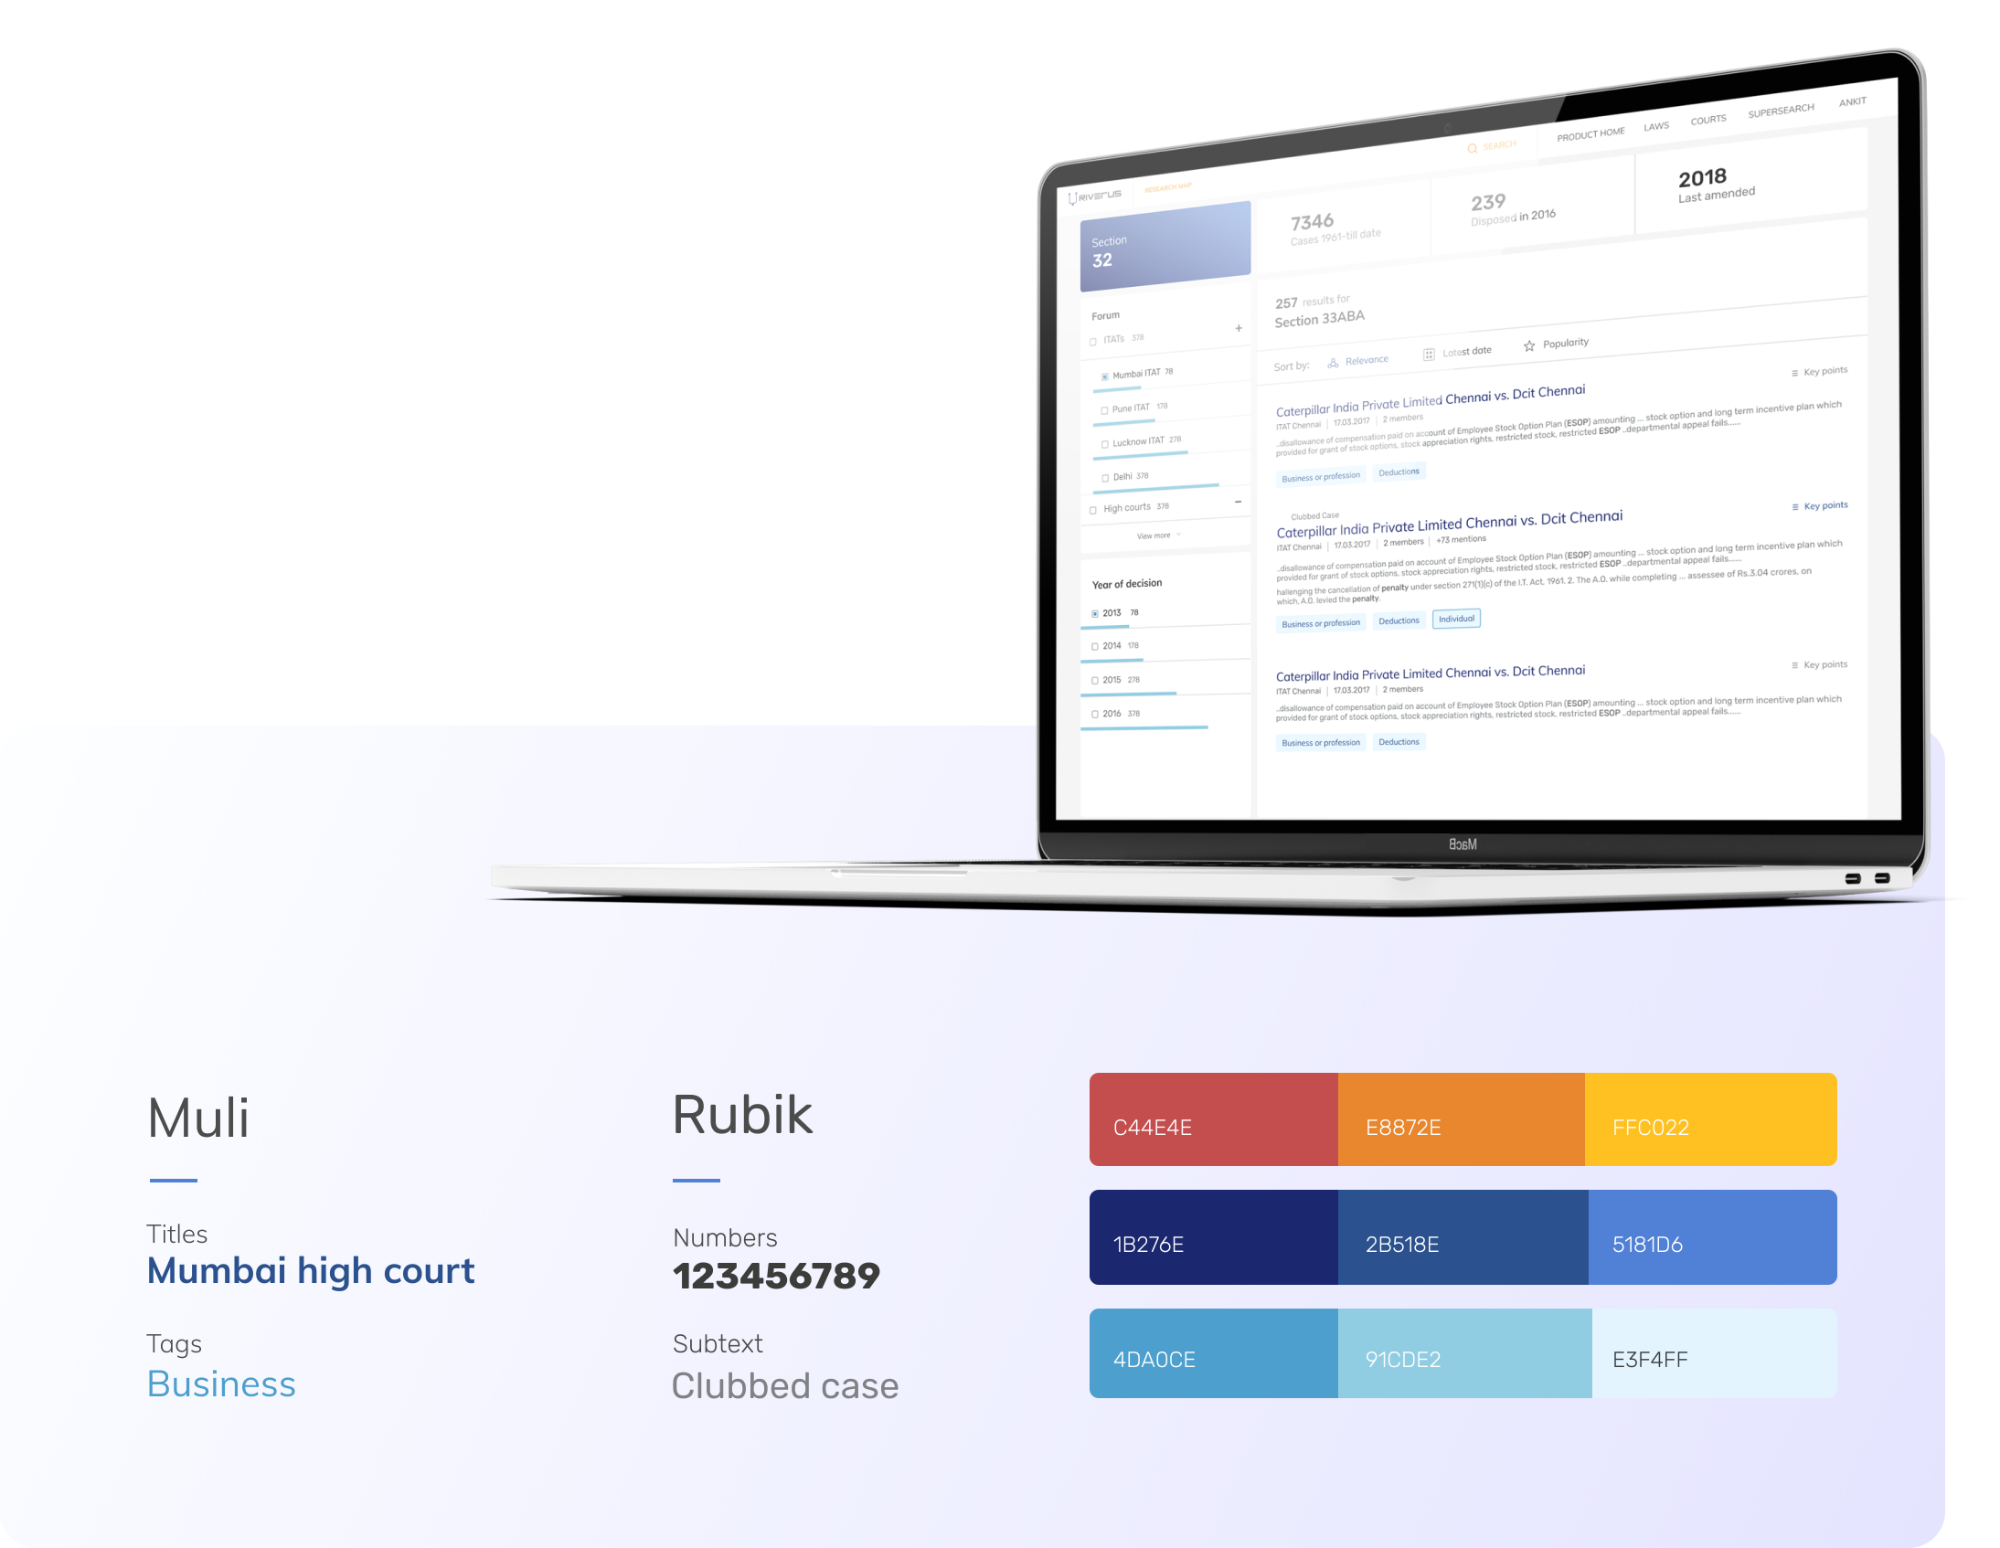 RIVERUS
RESEARCH MAP
SEARCH
PRODUCT HOME
LAWS
COURTS
SUPERSEARCH
ANKIT
Section
32
7346
Cases 1961-till date
239
Disposed in 2016
2018
Last amended
Forum
ITATs 378
+
Mumbai ITAT 78
Pune ITAT 178
Lucknow ITAT 278
Delhi 378
High courts 378
–
View more
Year of decision
2013 78
2014 178
2015 278
2016 378
257 results for
Section 33ABA
Sort by:
Relevance
Latest date
Popularity
Caterpillar India Private Limited Chennai vs. Dcit Chennai
Key points
ITAT Chennai | 17.03.2017 | 2 members
..disallowance of compensation paid on account of Employee Stock Option Plan (ESOP) amounting ... stock option and long term incentive plan which
provided for grant of stock options, stock appreciation rights, restricted stock, restricted ESOP ..departmental appeal fails......
Business or profession
Deductions
Clubbed Case
Caterpillar India Private Limited Chennai vs. Dcit Chennai
Key points
ITAT Chennai | 17.03.2017 | 2 members | +73 mentions
..disallowance of compensation paid on account of Employee Stock Option Plan (ESOP) amounting ... stock option and long term incentive plan which
provided for grant of stock options, stock appreciation rights, restricted stock, restricted ESOP ..departmental appeal fails......
hallenging the cancellation of penalty under section 271(1)(c) of the I.T. Act, 1961. 2. The A.O. while completing ... assessee of Rs.3.04 crores, on
which, A.O. levied the penalty.
Business or profession
Deductions
Individual
Caterpillar India Private Limited Chennai vs. Dcit Chennai
Key points
ITAT Chennai | 17.03.2017 | 2 members
..disallowance of compensation paid on account of Employee Stock Option Plan (ESOP) amounting ... stock option and long term incentive plan which
provided for grant of stock options, stock appreciation rights, restricted stock, restricted ESOP ..departmental appeal fails......
Business or profession
Deductions
MacB
Muli
Titles
Mumbai high court
Tags
Business
Rubik
Numbers
123456789
Subtext
Clubbed case
C44E4E
E8872E
FFC022
1B276E
2B518E
5181D6
4DA0CE
91CDE2
E3F4FF